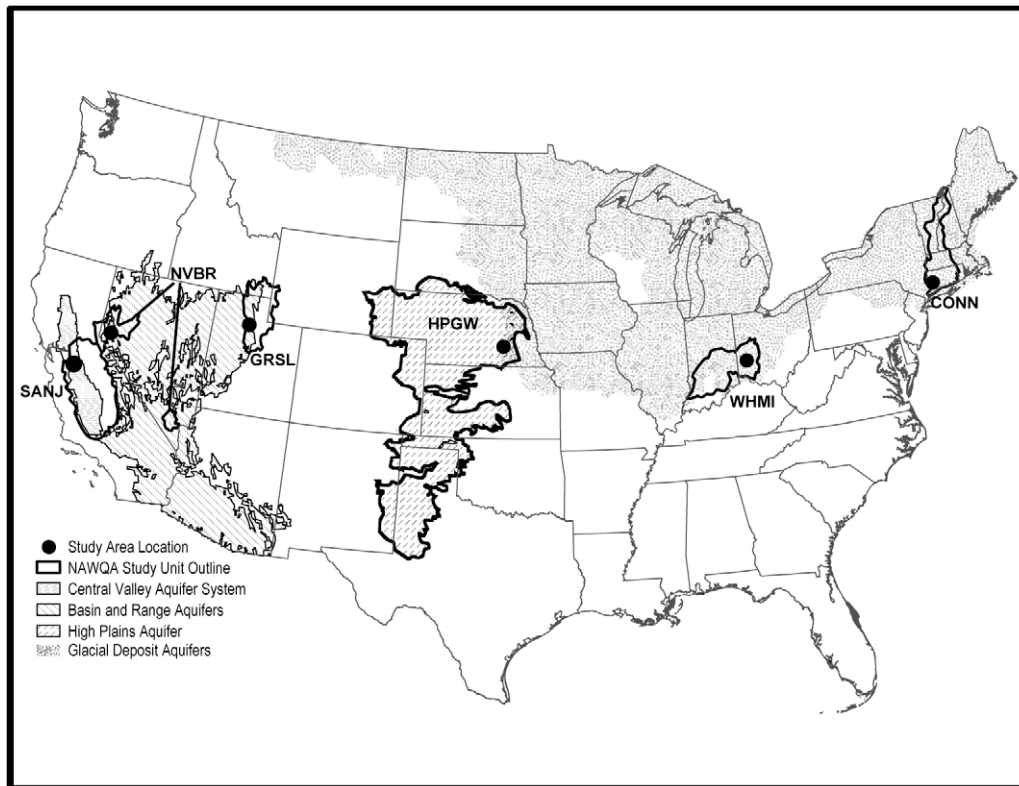 NVBR
HPGW
CONN
GRSL
SANJ
WHMI
Study Area Location
NAWQA Study Unit Outline
Central Valley Aquifer System
Basin and Range Aquifers
High Plains Aquifer
Glacial Deposit Aquifers